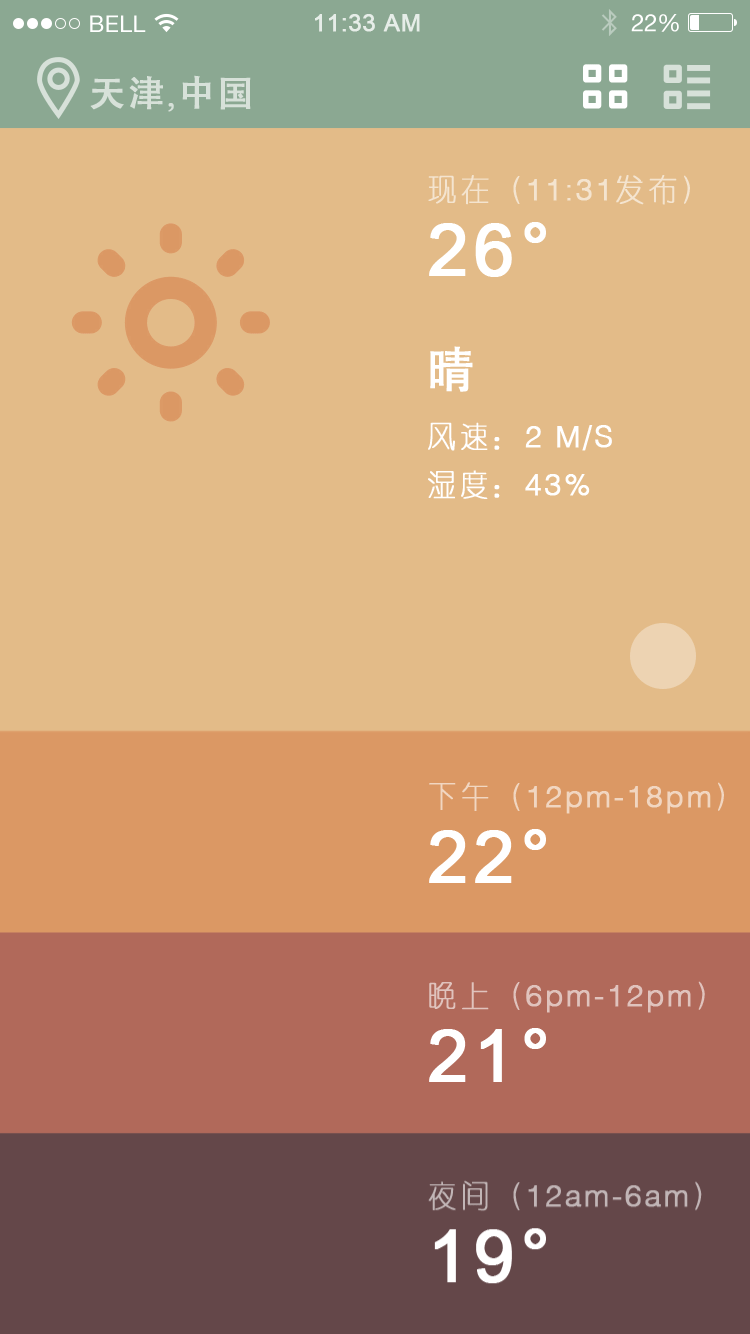 BELL 11:33 AM 22%
天津,中国
现在（11:31发布）
26°
晴
风速：2 M/S
湿度：43%
下午（12pm-18pm）
22°
晚上（6pm-12pm）
21°
夜间（12am-6am）
19°